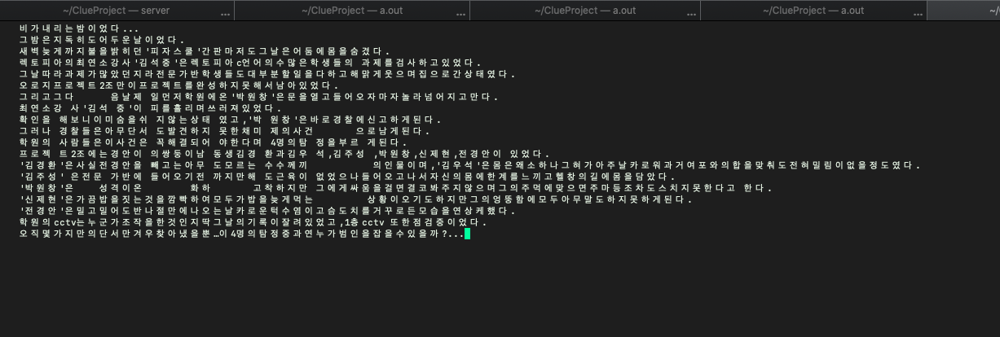 ~/ClueProject — server ... ~/ClueProject — a.out ... ~/ClueProject — a.out ... ~/ClueProject — a.out ... ~/
비가내리는밤이었다...
그밤은지독히도어두운날이었다.
새벽늦게까지불을밝히던'피자스쿨'간판마저도그날은어둠에몸을숨겼다.
렉토피아의최연소강사'김석중'은렉토피아c언어의수많은학생들의 과제를검사하고있었다.
그날따라과제가많았던지라전문가반학생들도대부분할일을다하고해맑게웃으며집으로간상태였다.
오로지프로젝트2조만이프로젝트를완성하지못해서남아있었다.
그리고그다 음날제 일먼저학원에온'박원창'은문을열고들어오자마자놀라넘어지고만다.
최연소강 사'김석 중'이 피를흘리며쓰러져있었다.
확인을 해보니이미숨을쉬 지않는상태 였고,'박 원창'은바로경찰에신고하게된다.
그러나 경찰들은아무단서 도발견하지 못한채미 제의사건 으로남게된다.
학원의 사람들은이사건은 꼭해결되어 야한다며 4명의탐 정을부르 게된다.
프로젝 트2조에는경안이 의쌍둥이남 동생김경 환과김우 석,김주성 ,박원창,신제현,전경안이 있었다.
'김경환'은사실전경안을 빼고는아무 도모르는 수수께끼 의인물이며,'김우석'은몸은왜소하나그혀가아주날카로워과거여포와의합을맞춰도전혀밀림이없을정도였다.
'김주성' 은전문 가반에 들어오기전 까지만해 도근육이 없었으나들어오고나서자신의몸에한계를느끼고헬창의길에몸을담았다.
'박원창'은 성격이온 화하 고착하지만 그에게싸움을걸면결코봐주지않으며그의주먹에맞으면주마등조차도스치지못한다고 한다.
'신제현'은가끔밥을짓는것을깜빡하여모두가밥을늦게먹는 상황이오기도하지만그의엉뚱함에모두아무말도하지못하게된다.
'전경안'은밀고밀어도반나절만에나오는날카로운턱수염이고슴도치를거꾸로든모습을연상케했다.
학원의cctv는누군가조작을한것인지딱그날의기록이잘려있었고,1층cctv 또한점검중이었다.
오직몇가지만의단서만겨우찾아냈을뿐…이4명의탐정중과연누가범인을잡을수있을까?...